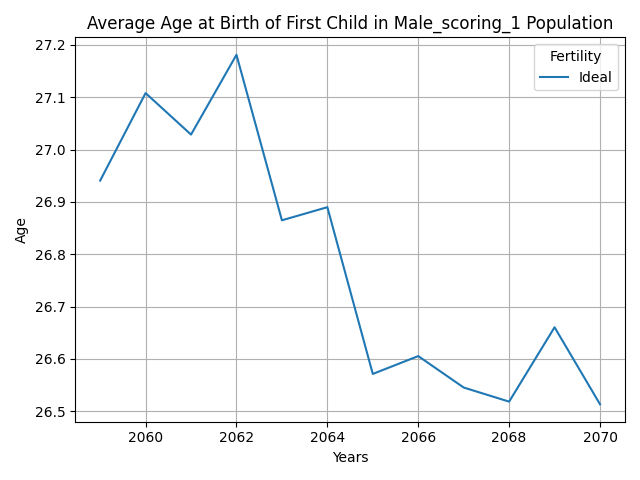 Average Age at Birth of First Child in Male_scoring_1 Population
Fertility
Ideal
27.2
27.1
27.0
26.9
26.8
26.7
26.6
26.5
Age
2060 2062 2064 2066 2068 2070
Years